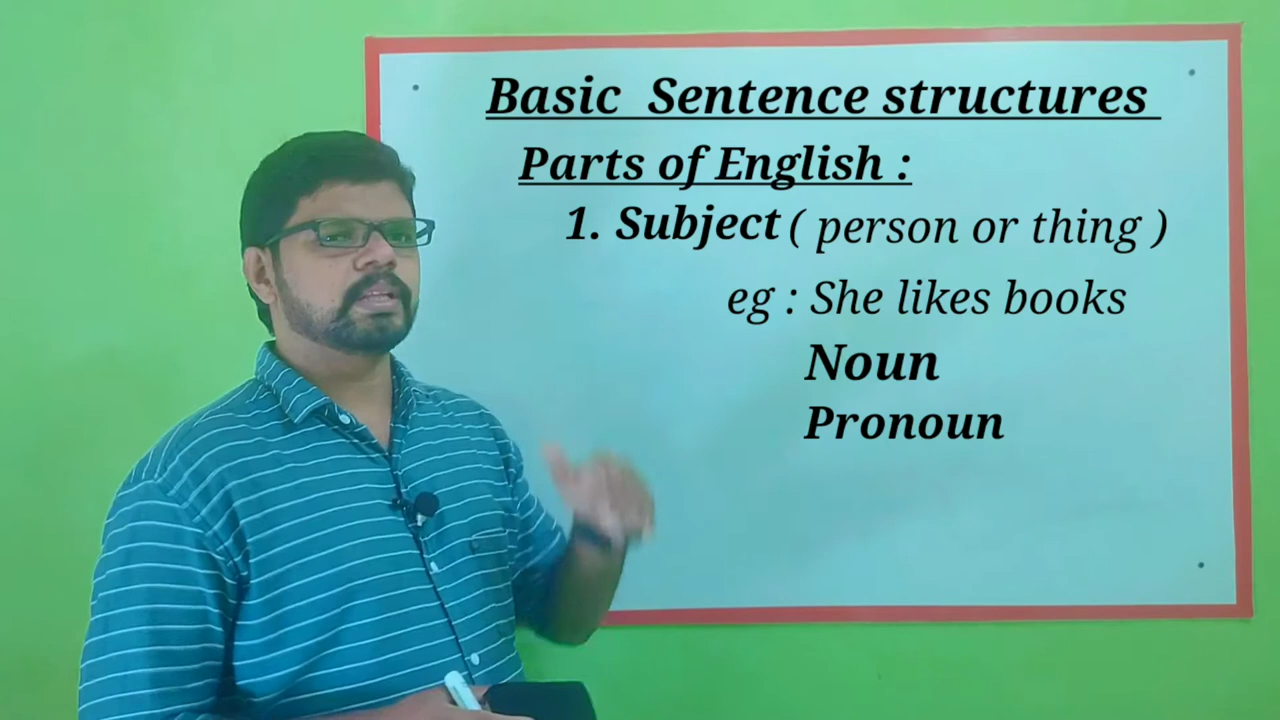 Basic Sentence structures
Parts of English :
1. Subject ( person or thing )
eg : She likes books
Noun
Pronoun